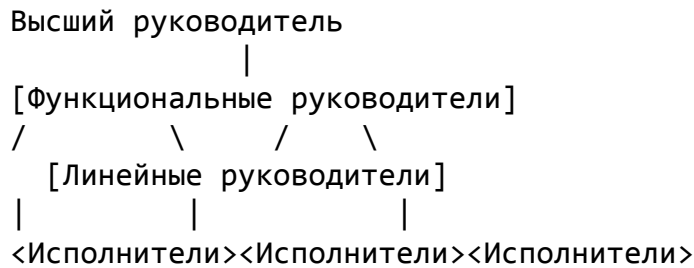 Высший руководитель
|
[Функциональные руководители]
/ \ / \
[Линейные руководители]
| | |
<Исполнители><Исполнители><Исполнители>